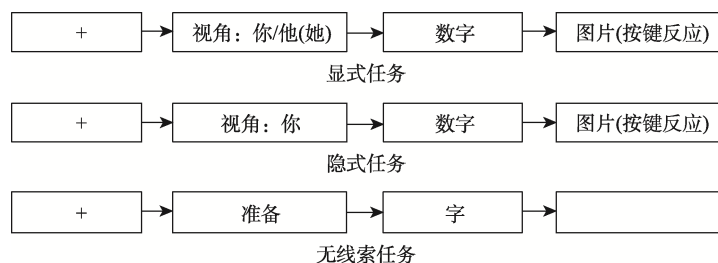 + 视角：你/他(她) 数字 图片(按键反应)
显式任务
+ 视角：你 数字 图片(按键反应)
隐式任务
+ 准备 字
无线索任务